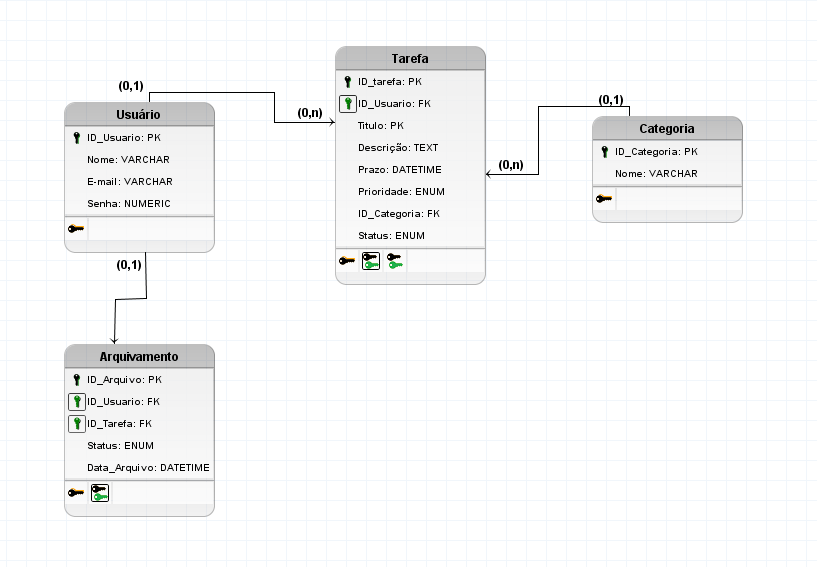 Tarefa
ID_tarefa: PK
ID_Usuario: FK
Titulo: PK
Descrição: TEXT
Prazo: DATETIME
Prioridade: ENUM
ID_Categoria: FK
Status: ENUM
(0,1)
(0,n)
Usuário
ID_Usuario: PK
Nome: VARCHAR
E-mail: VARCHAR
Senha: NUMERIC
(0,1)
(0,n)
Categoria
ID_Categoria: PK
Nome: VARCHAR
(0,1)
Arquivamento
ID_Arquivo: PK
ID_Usuario: FK
ID_Tarefa: FK
Status: ENUM
Data_Arquivo: DATETIME